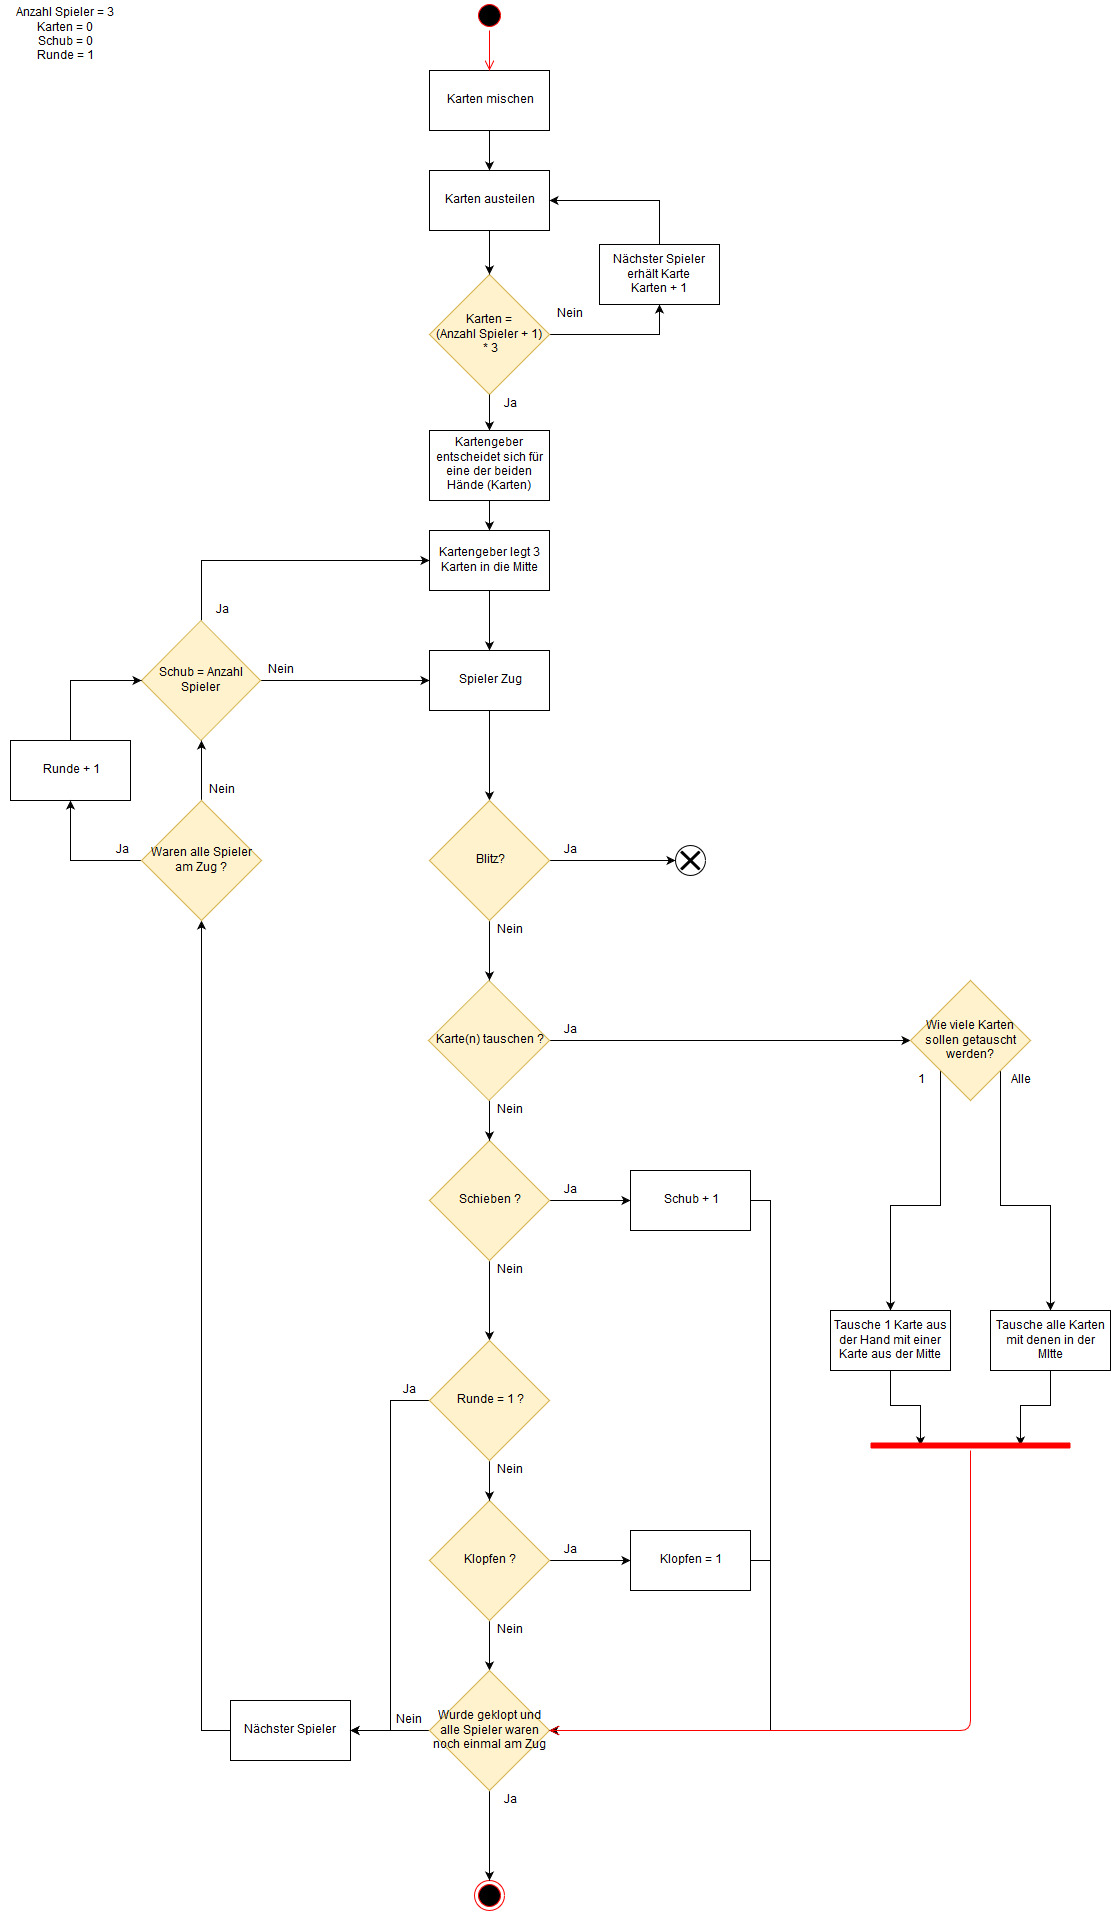 Anzahl Spieler = 3
Karten = 0
Schub = 0
Runde = 1
Karten mischen
Karten austeilen
Nächster Spieler
erhält Karte
Karten + 1
Nein
Karten =
(Anzahl Spieler + 1)
* 3
Ja
Kartengeber
entscheidet sich für
eine der beiden
Hände (Karten)
Kartengeber legt 3
Karten in die Mitte
Ja
Schub = Anzahl
Spieler
Nein
Spieler Zug
Runde + 1
Nein
Ja
Waren alle Spieler
am Zug ?
Blitz?
Ja
Nein
Karte(n) tauschen ?
Ja
Wie viele Karten
sollen getauscht
werden?
1
Alle
Nein
Schieben ?
Ja
Schub + 1
Nein
Tausche 1 Karte aus
der Hand mit einer
Karte aus der Mitte
Tausche alle Karten
mit denen in der
MItte
Ja
Runde = 1 ?
Nein
Klopfen ?
Ja
Klopfen = 1
Nein
Nächster Spieler
Nein
Wurde geklopt und
alle Spieler waren
noch einmal am Zug
Ja